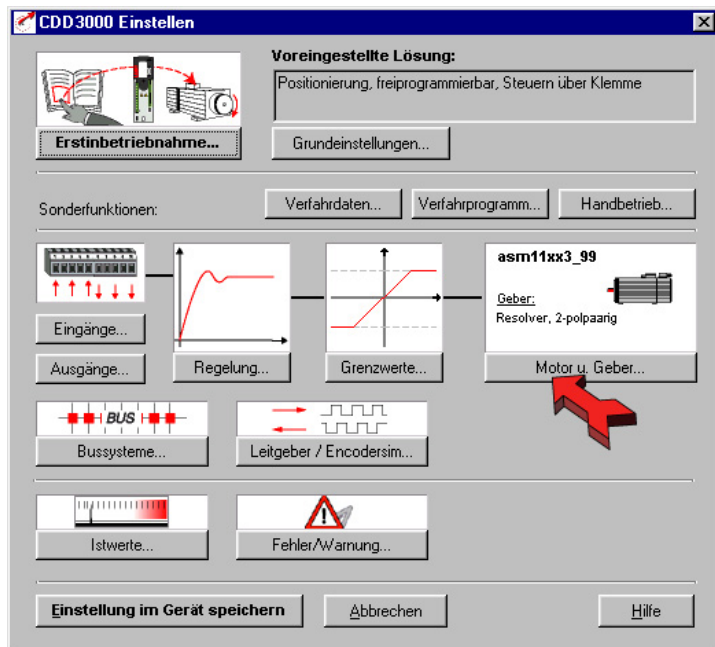 CDD3000 Einstellen
Voreingestellte Lösung:
Positionierung, freiprogrammierbar, Steuern über Klemme
Erstinbetriebnahme...
Grundeinstellungen...
Sonderfunktionen:
Verfahrdaten...
Verfahrprogramm...
Handbetrieb...
asm11xx3_99
Geber:
Resolver, 2-polpaarig
Eingänge...
Ausgänge...
Regelung...
Grenzwerte...
Motor u. Geber...
BUS
Bussysteme...
Leitgeber / Encodersim...
Istwerte...
Fehler/Warnung...
Einstellung im Gerät speichern
Abbrechen
Hilfe